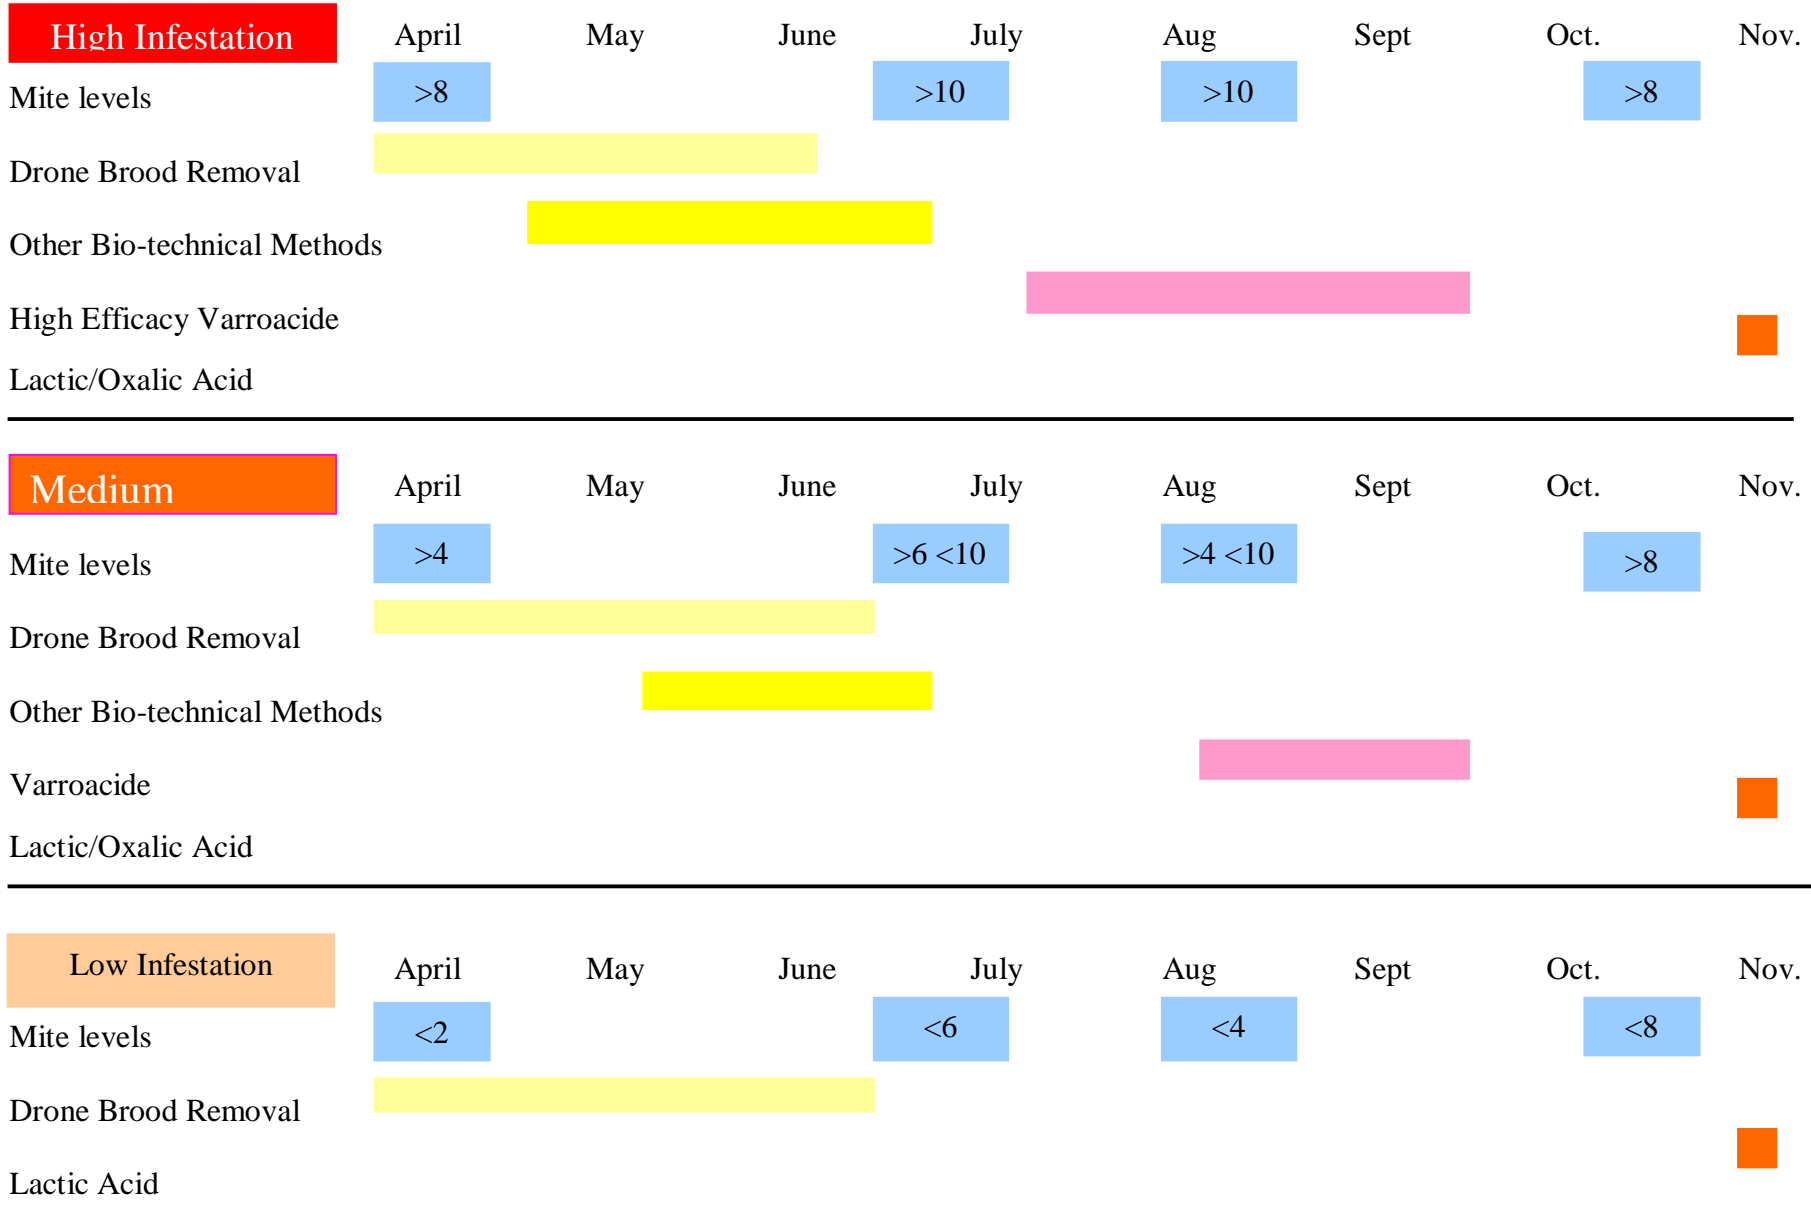 High Infestation April May June July Aug Sept Oct. Nov.
Mite levels >8 >10 >10 >8
Drone Brood Removal
Other Bio-technical Methods
High Efficacy Varroacide
Lactic/Oxalic Acid
Medium April May June July Aug Sept Oct. Nov.
Mite levels >4 >6 <10 >4 <10 >8
Drone Brood Removal
Other Bio-technical Methods
Varroacide
Lactic/Oxalic Acid
Low Infestation April May June July Aug Sept Oct. Nov.
Mite levels <2 <6 <4 <8
Drone Brood Removal
Lactic Acid